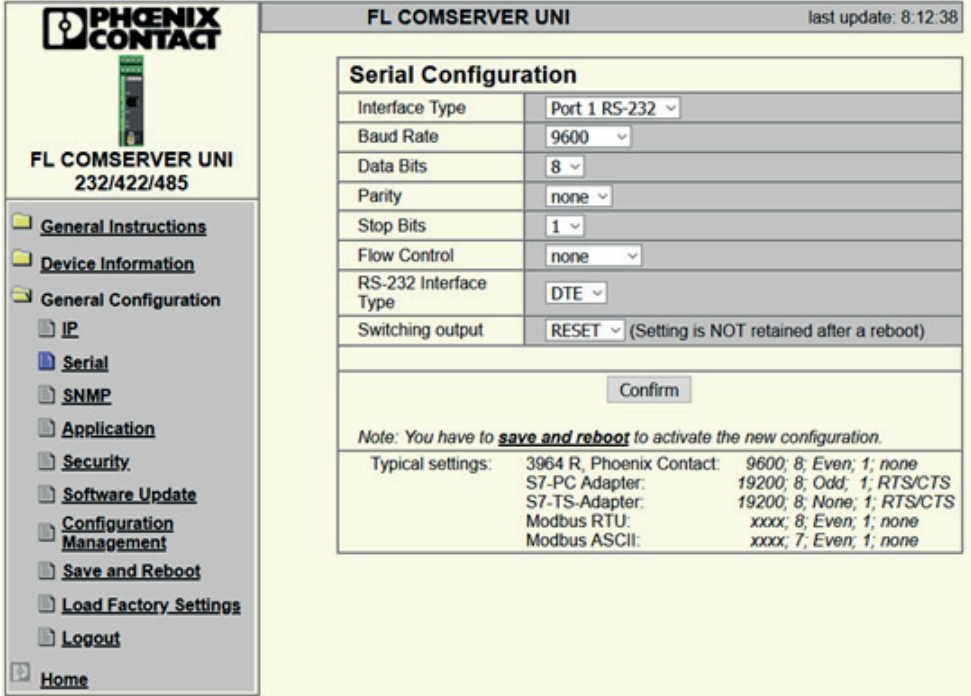 PHŒNIX
CONTACT
FL COMSERVER UNI
232/422/485
General Instructions
Device Information
General Configuration
IP
Serial
SNMP
Application
Security
Software Update
Configuration
Management
Save and Reboot
Load Factory Settings
Logout
Home
FL COMSERVER UNI last update: 8:12:38
Serial Configuration
Interface Type Port 1 RS-232
Baud Rate 9600
Data Bits 8
Parity none
Stop Bits 1
Flow Control none
RS-232 Interface
Type DTE
Switching output RESET (Setting is NOT retained after a reboot)
Confirm
Note: You have to save and reboot to activate the new configuration.
Typical settings: 3964 R, Phoenix Contact: 9600; 8; Even; 1; none
S7-PC Adapter: 19200; 8; Odd; 1; RTS/CTS
S7-TS-Adapter: 19200; 8; None; 1; RTS/CTS
Modbus RTU: xxxx; 8; Even; 1; none
Modbus ASCII: xxxx; 7; Even; 1; none